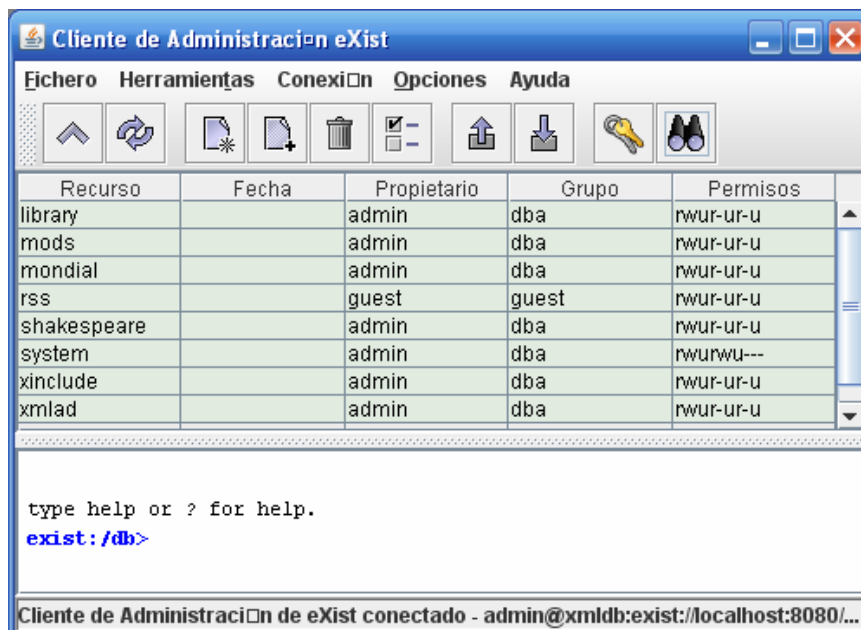 Cliente de Administraci▯n eXist
Fichero Herramientas Conexi▯n Opciones Ayuda
Recurso Fecha Propietario Grupo Permisos
library admin dba rwur-ur-u
mods admin dba rwur-ur-u
mondial admin dba rwur-ur-u
rss guest guest rwur-ur-u
shakespeare admin dba rwur-ur-u
system admin dba rwurwu---
xinclude admin dba rwur-ur-u
xmlad admin dba rwur-ur-u
type help or ? for help.
exist:/db>
Cliente de Administraci▯n de eXist conectado - admin@xmldb:exist://localhost:8080/...